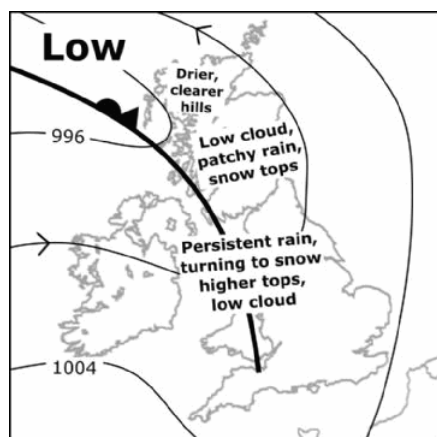 Low
Drier,
clearer
hills
996
Low cloud,
patchy rain,
snow tops
Persistent rain,
turning to snow
higher tops,
low cloud
1004